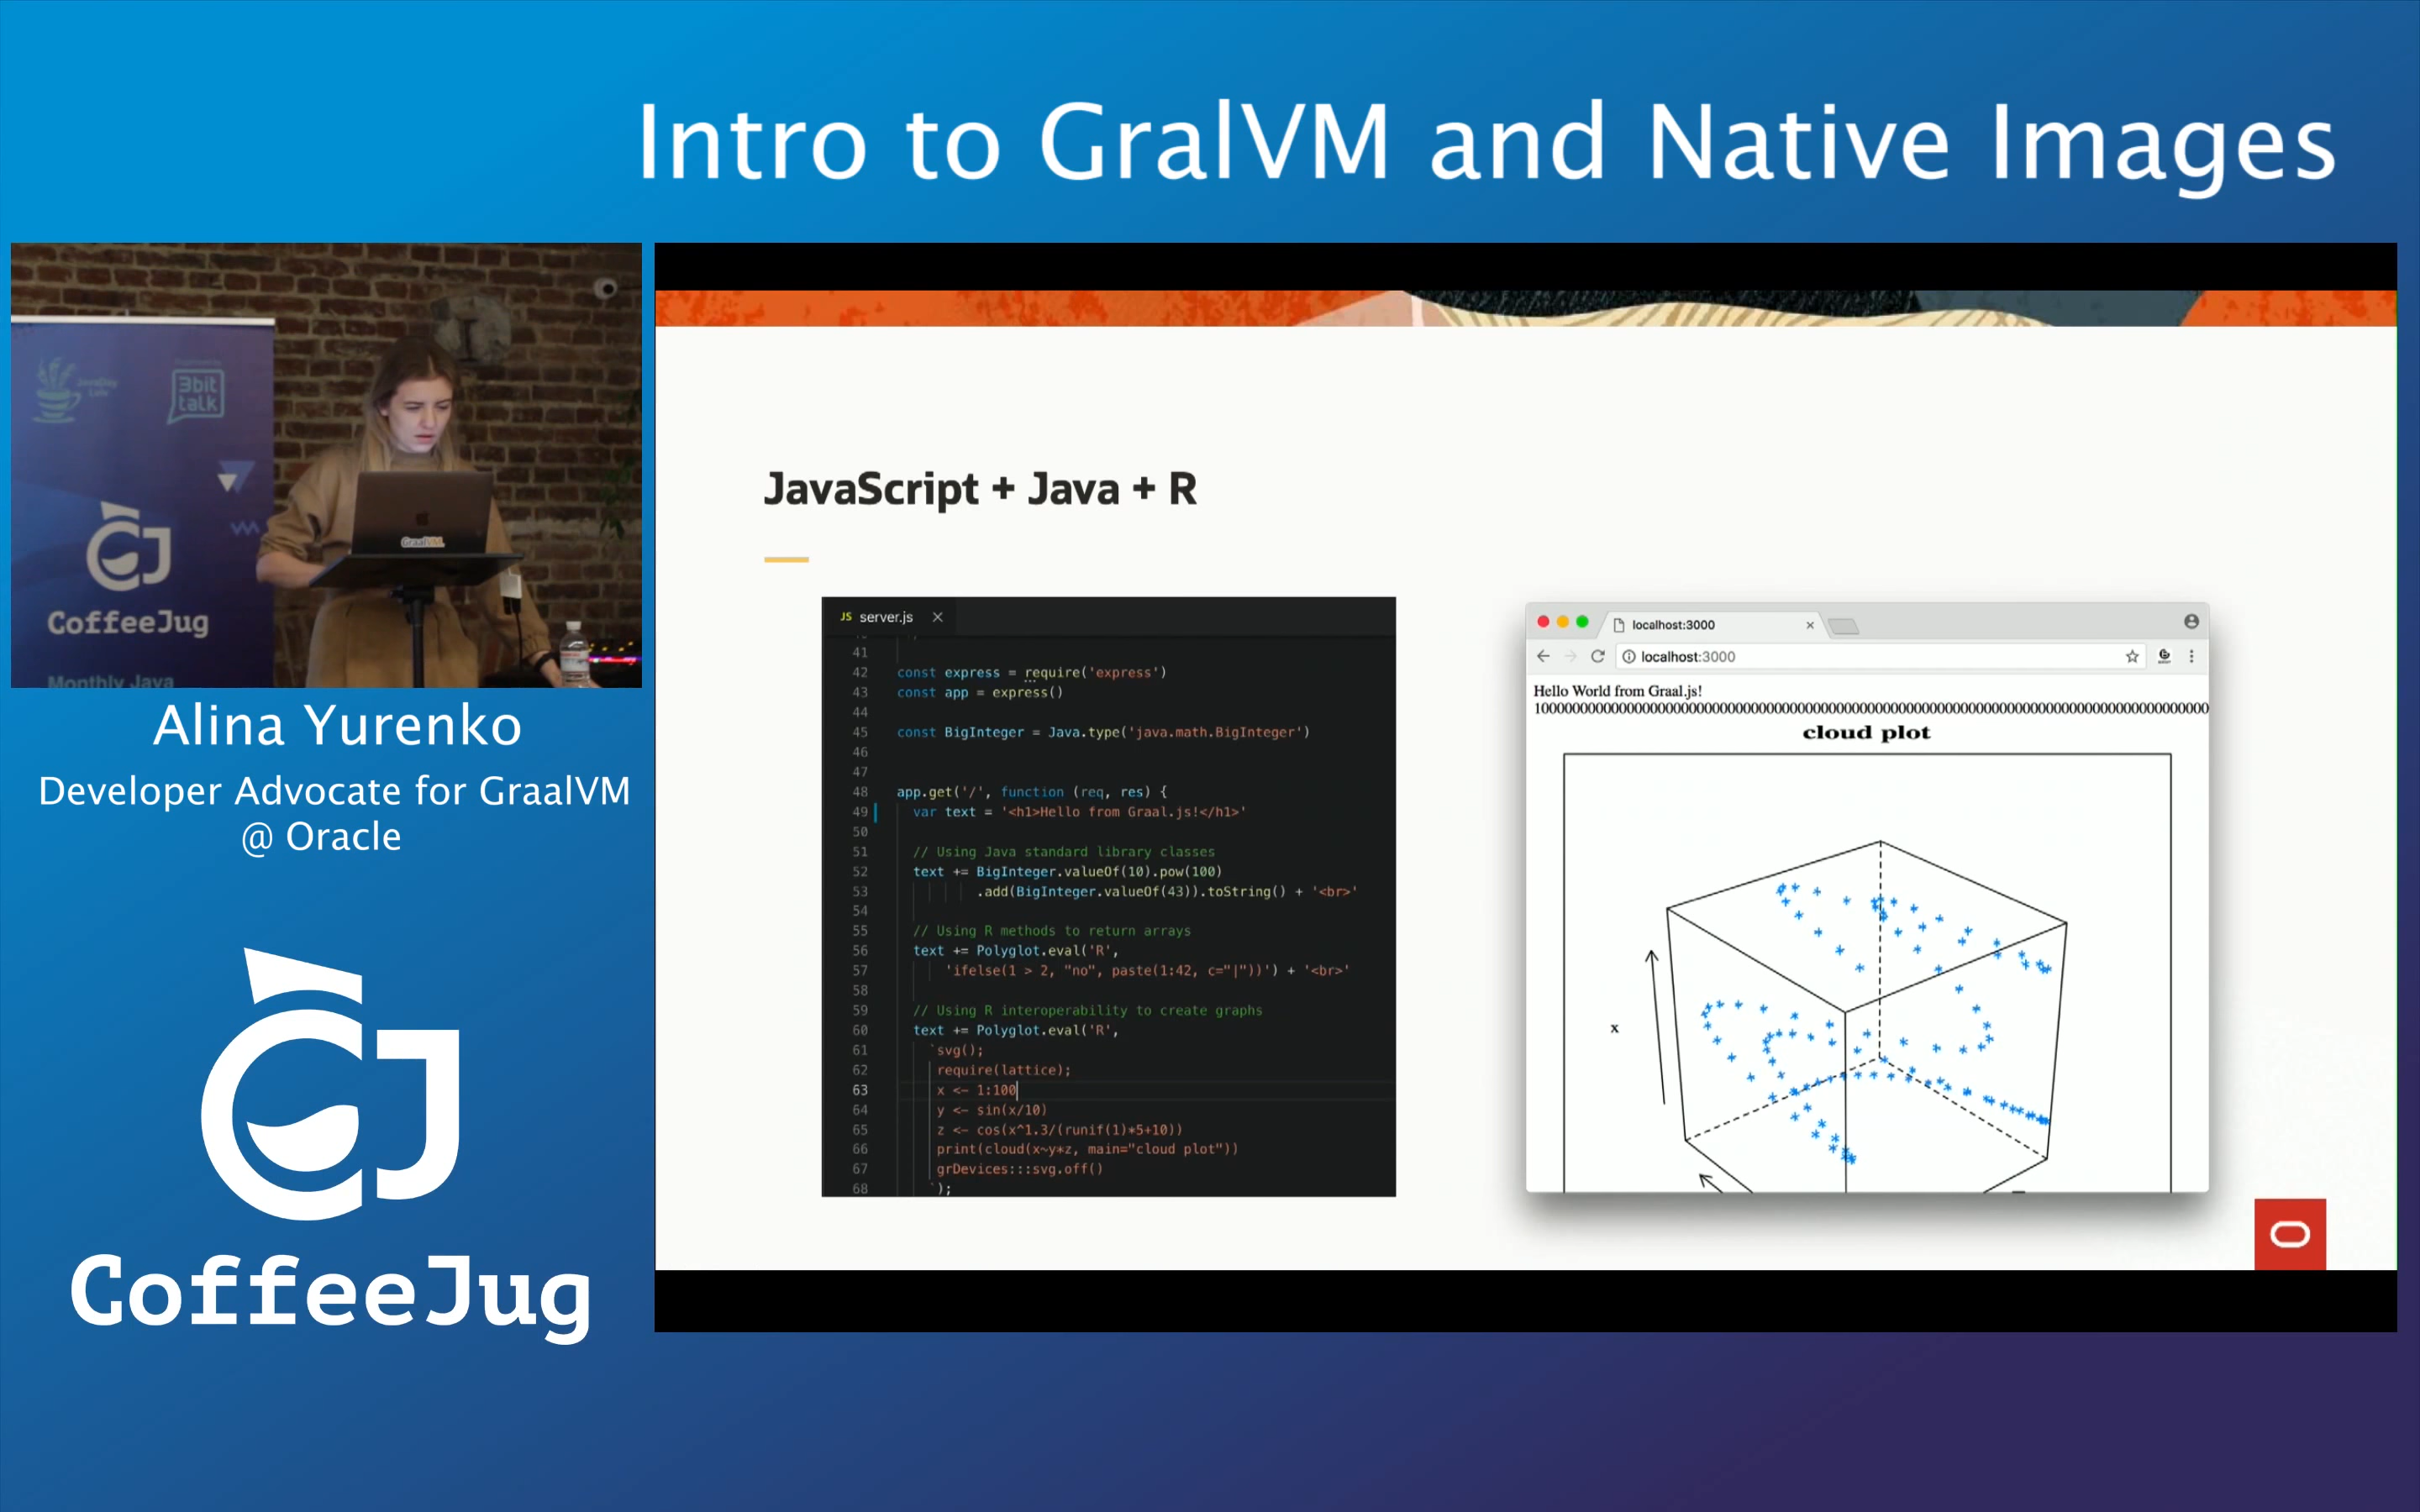 Intro to GralVM and Native Images
3bit
talk
GraalVM
CoffeeJug
Monthly Java
Alina Yurenko
Developer Advocate for GraalVM
@ Oracle
CJ
CoffeeJug
JavaScript + Java + R
JS server.js
41
42 const express = require('express')
43 const app = express()
44
45 const BigInteger = Java.type('java.math.BigInteger')
46
47
48 app.get('/', function (req, res) {
49 var text = '<h1>Hello from Graal.js!</h1>'
50
51 // Using Java standard library classes
52 text += BigInteger.valueOf(10).pow(100)
53 .add(BigInteger.valueOf(43)).toString() + '<br>'
54
55 // Using R methods to return arrays
56 text += Polyglot.eval('R',
57 'ifelse(1 > 2, "no", paste(1:42, c="|"))') + '<br>'
58
59 // Using R interoperability to create graphs
60 text += Polyglot.eval('R',
61 `svg();
62 require(lattice);
63 x <- 1:100
64 y <- sin(x/10)
65 z <- cos(x^1.3/(runif(1)*5+10))
66 print(cloud(x~y*z, main="cloud plot"))
67 grDevices:::svg.off()
68 `);
localhost:3000
localhost:3000
Hello World from Graal.js!
cloud plot
x